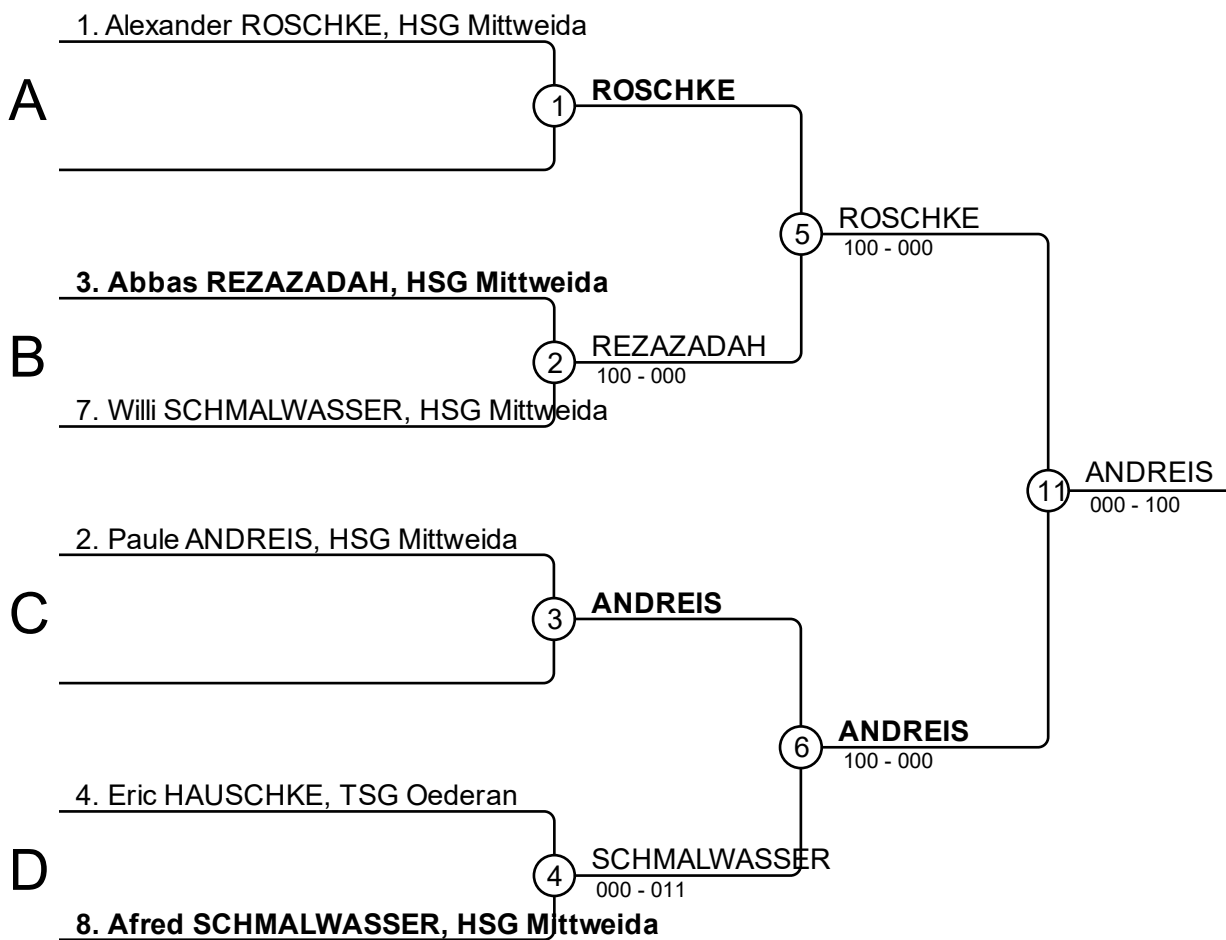 1. Alexander ROSCHKE, HSG Mittweida
A
1
ROSCHKE
5
ROSCHKE
100 - 000
3. Abbas REZAZADAH, HSG Mittweida
B
2
REZAZADAH
100 - 000
7. Willi SCHMALWASSER, HSG Mittweida
11
ANDREIS
000 - 100
2. Paule ANDREIS, HSG Mittweida
C
3
ANDREIS
6
ANDREIS
100 - 000
4. Eric HAUSCHKE, TSG Oederan
D
4
SCHMALWASSER
000 - 011
8. Afred SCHMALWASSER, HSG Mittweida